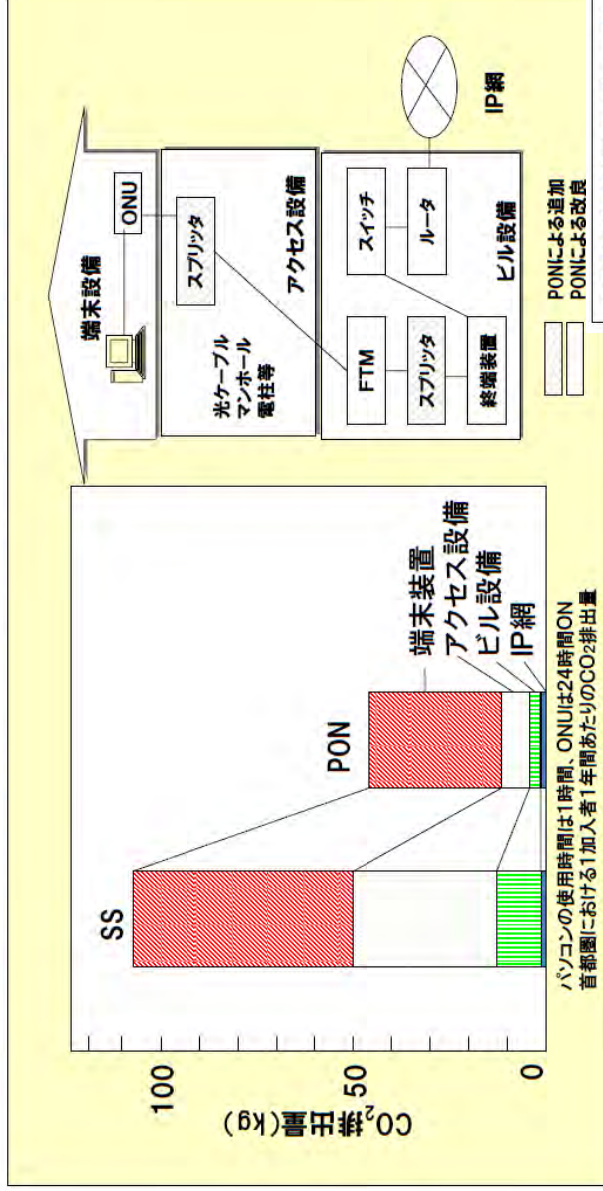 CO₂排出量(kg)
100
50
0
SS
PON
端末装置
アクセス設備
ビル設備
IP網
パソコンの使用時間は1時間、ONUは24時間ON
首都圏における1加入者1年間あたりのCO₂排出量
端末設備
ONU
スプリッタ
光ケーブル
マンホール
電柱等
アクセス設備
FTM
スイッチ
スプリッタ
ルータ
終端装置
ビル設備
IP網
PONによる追加
PONによる改良